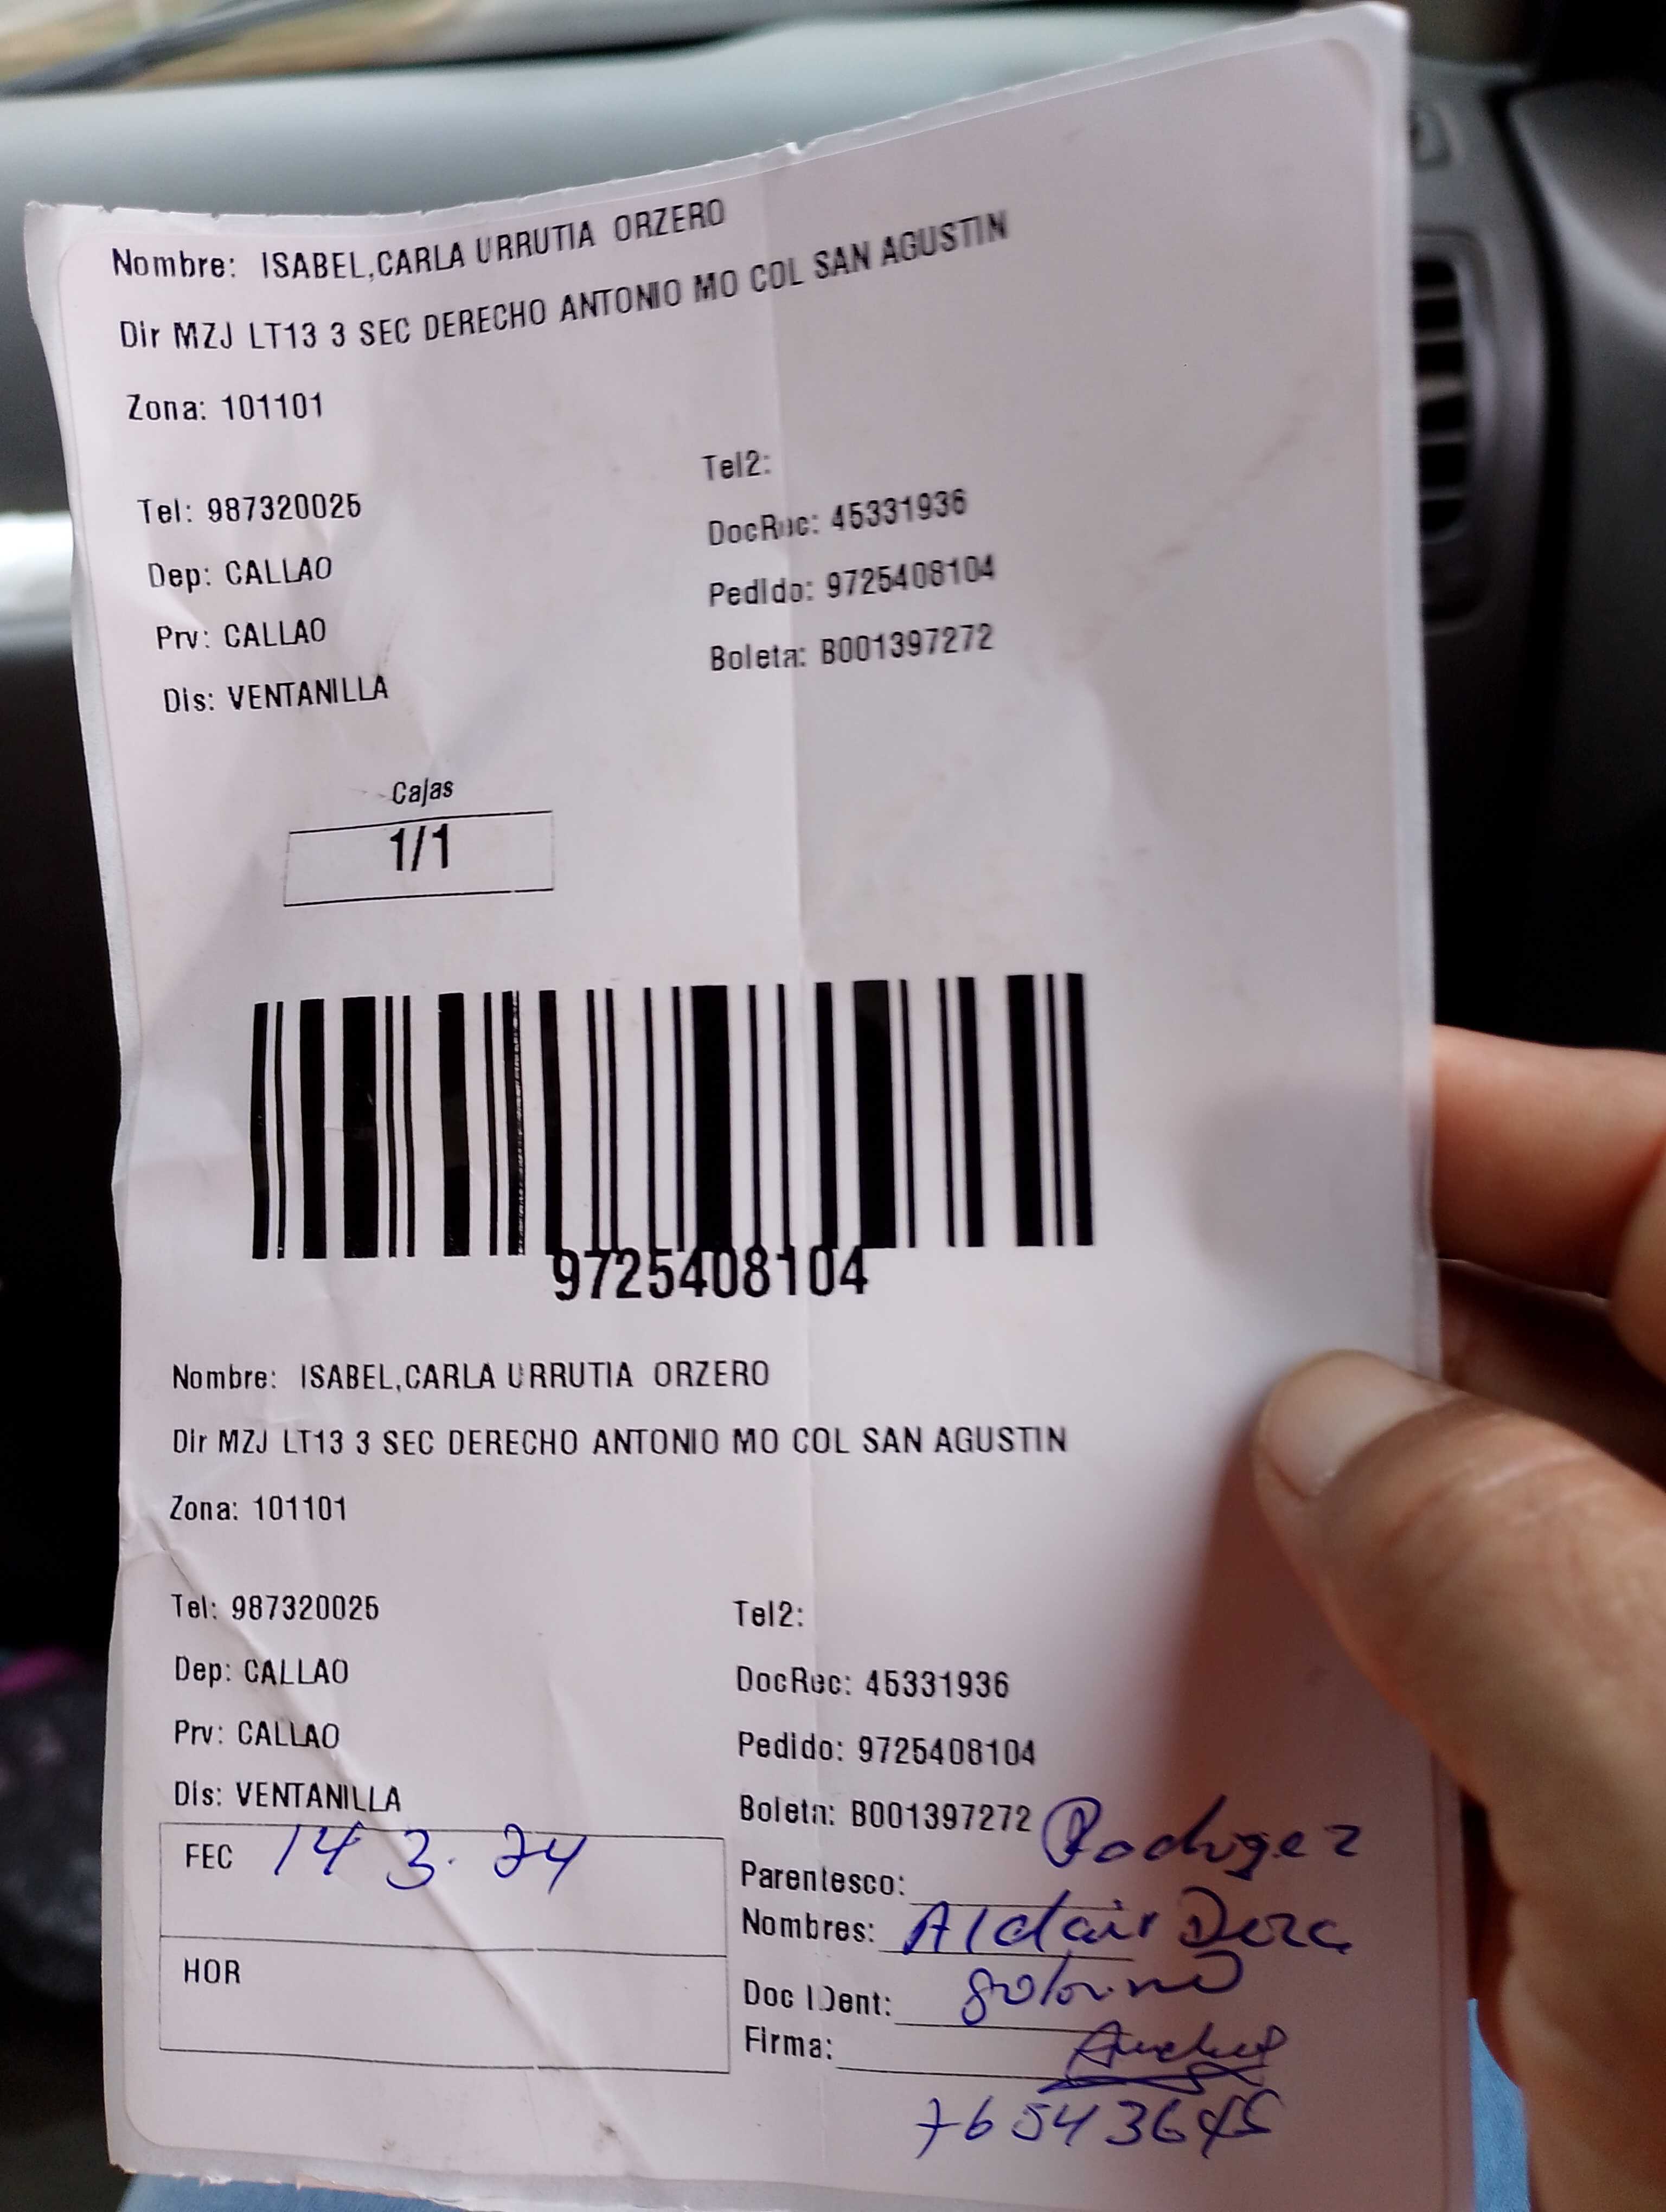 Nombre: ISABEL,CARLA URRUTIA ORZERO
Dir MZJ LT13 3 SEC DERECHO ANTONIO MO COL SAN AGUSTIN
Zona: 101101
Tel2:
Tel: 987320025
DocRuc: 45331936
Dep: CALLAO
Pedido: 9725408104
Prv: CALLAO
Boleta: B001397272
Dis: VENTANILLA
Cajas
1/1
9725408104
Nombre: ISABEL,CARLA URRUTIA ORZERO
Dir MZJ LT13 3 SEC DERECHO ANTONIO MO COL SAN AGUSTIN
Zona: 101101
Tel: 987320025
Tel2:
Dep: CALLAO
DocRec: 45331936
Prv: CALLAO
Pedido: 9725408104
Dis: VENTANILLA
Boleta: B001397272
FEC 14 3. 24
Parentesco:
Nombres: Aldair
HOR
Doc IDent:
Firma: